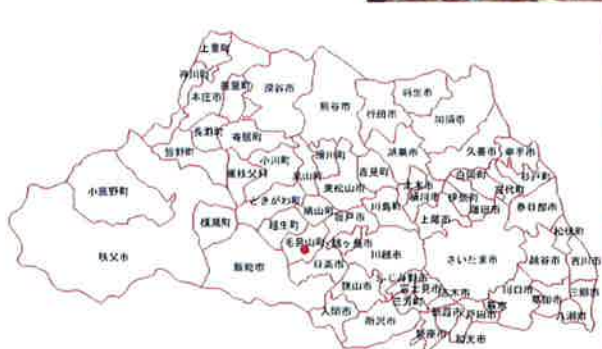 上里町
神川町
本庄市
美里町
深谷市
熊谷市
行田市
羽生市
加須市
長瀞町
寄居町
皆野町
小川町
滑川町
嵐山町
吉見町
鴻巣市
久喜市
幸手市
白岡町
杉戸町
宮代町
東秩父村
東松山市
小鹿野町
ときがわ町
北本市
桶川市
伊奈町
蓮田市
春日部市
横瀬町
鳩山町
川島町
上尾市
越生町
坂戸市
松伏町
秩父市
毛呂山町
鶴ヶ島市
川越市
さいたま市
越谷市
吉川市
飯能市
日高市
ふじみ野市
富士見市
狭山市
三芳町
志木市
川口市
草加市
三郷市
入間市
所沢市
朝霞市
戸田市
蕨市
八潮市
新座市
和光市